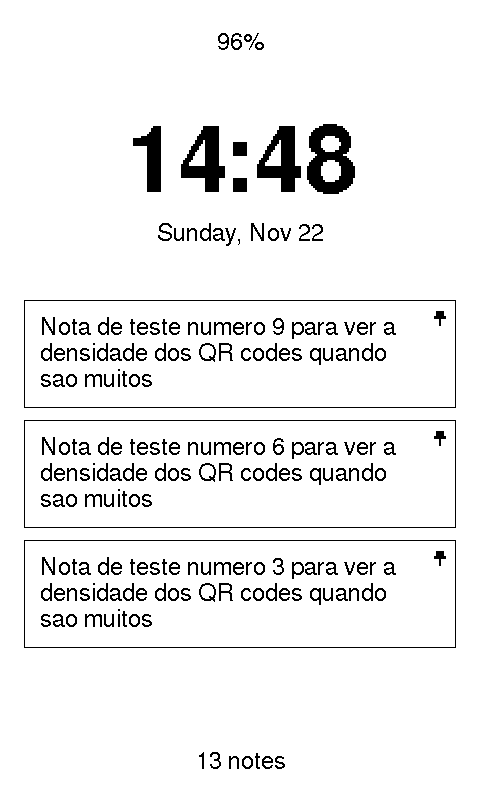 96%
14:48
Sunday, Nov 22
Nota de teste numero 9 para ver a
densidade dos QR codes quando
sao muitos
Nota de teste numero 6 para ver a
densidade dos QR codes quando
sao muitos
Nota de teste numero 3 para ver a
densidade dos QR codes quando
sao muitos
13 notes